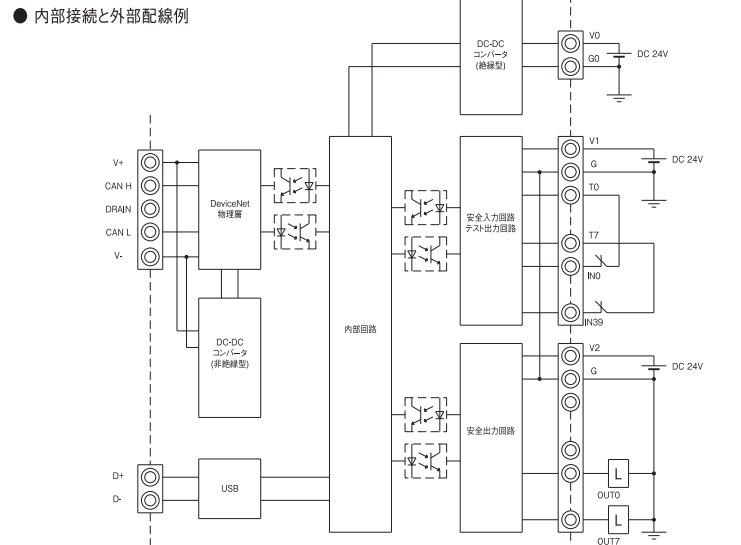 ● 内部接続と外部配線例
DC-DC
コンバータ
(絶縁型)
V0
G0
DC 24V
V+
CAN H
DRAIN
CAN L
V-
DeviceNet
物理層
DC-DC
コンバータ
(非絶縁型)
内部回路
安全入力回路
テスト出力回路
V1
G
T0
T7
IN0
IN39
DC 24V
安全出力回路
V2
G
DC 24V
L
OUT0
L
OUT7
D+
D-
USB